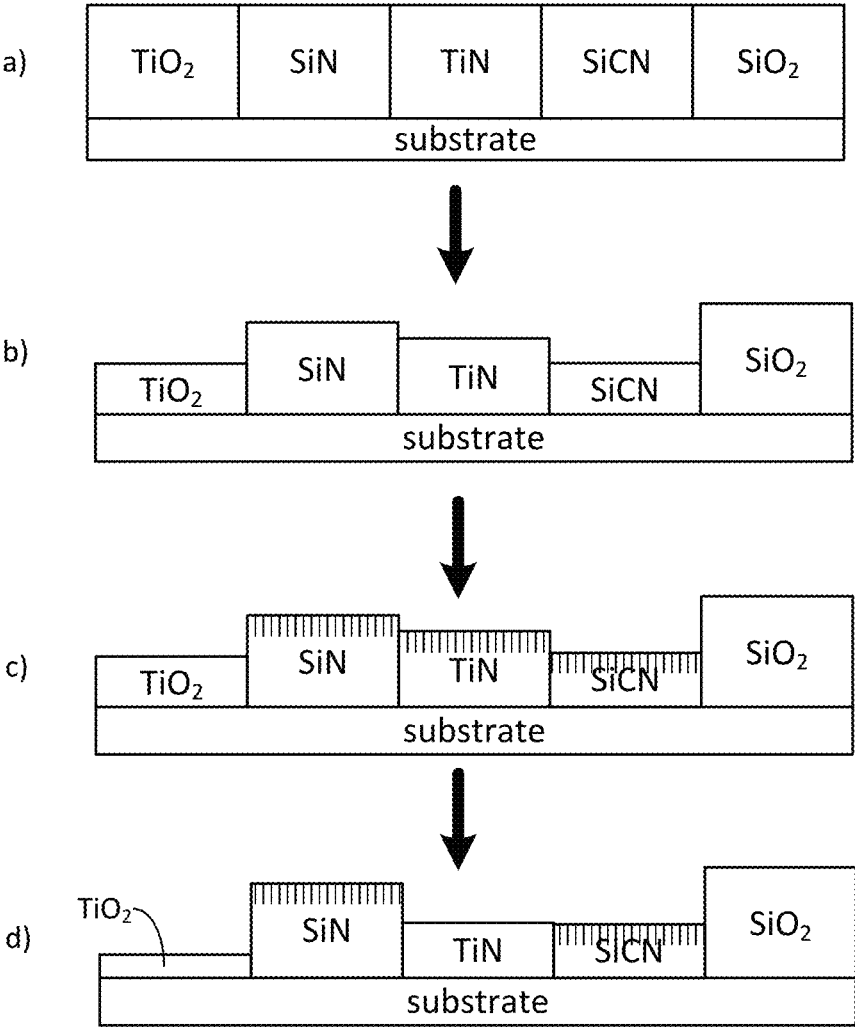 a)
TiO₂ SiN TiN SiCN SiO₂
substrate
b)
TiO₂ SiN TiN SiCN SiO₂
substrate
c)
TiO₂ SiN TiN SiCN SiO₂
substrate
d)
TiO₂ SiN TiN SiCN SiO₂
substrate